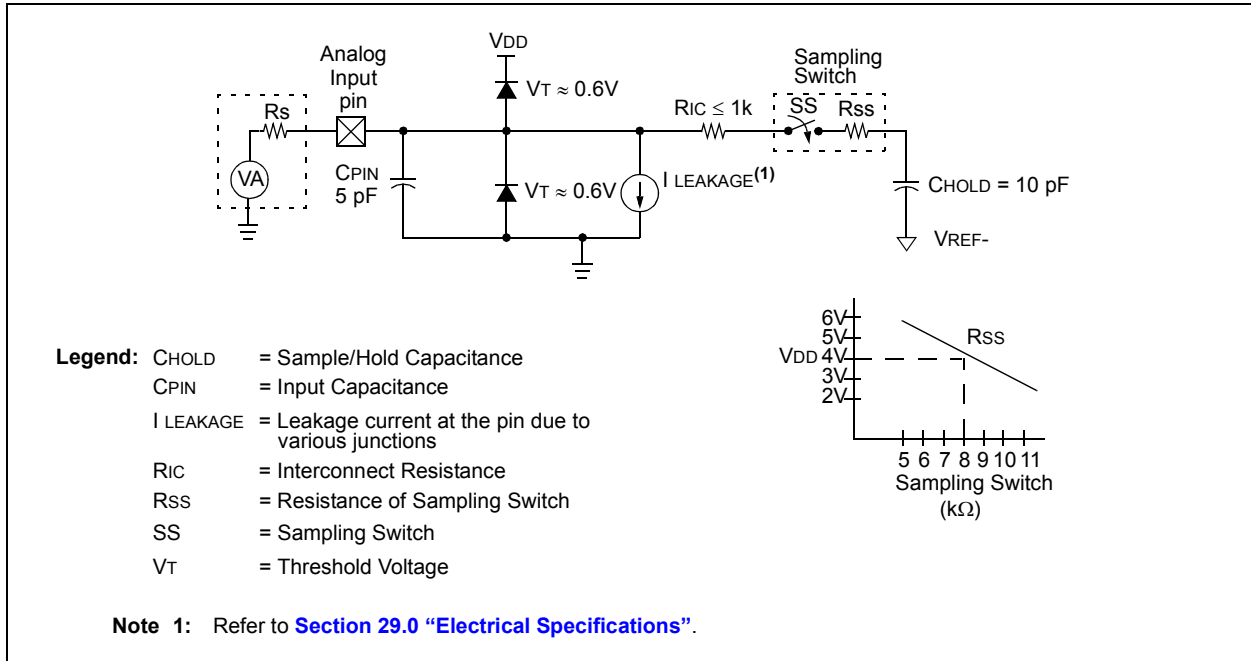 VDD
Analog
Input
pin
Sampling
Switch
VT ≈ 0.6V
RIC ≤ 1k
SS
Rss
Rs
VA
CPIN
5 pF
VT ≈ 0.6V
I LEAKAGE(1)
CHOLD = 10 pF
VREF-
6V
5V
VDD 4V
3V
2V
RSS
5 6 7 8 9 10 11
Sampling Switch
(kΩ)
Legend: CHOLD = Sample/Hold Capacitance
CPIN = Input Capacitance
I LEAKAGE = Leakage current at the pin due to
various junctions
RIC = Interconnect Resistance
RSS = Resistance of Sampling Switch
SS = Sampling Switch
VT = Threshold Voltage
Note 1: Refer to Section 29.0 “Electrical Specifications”.